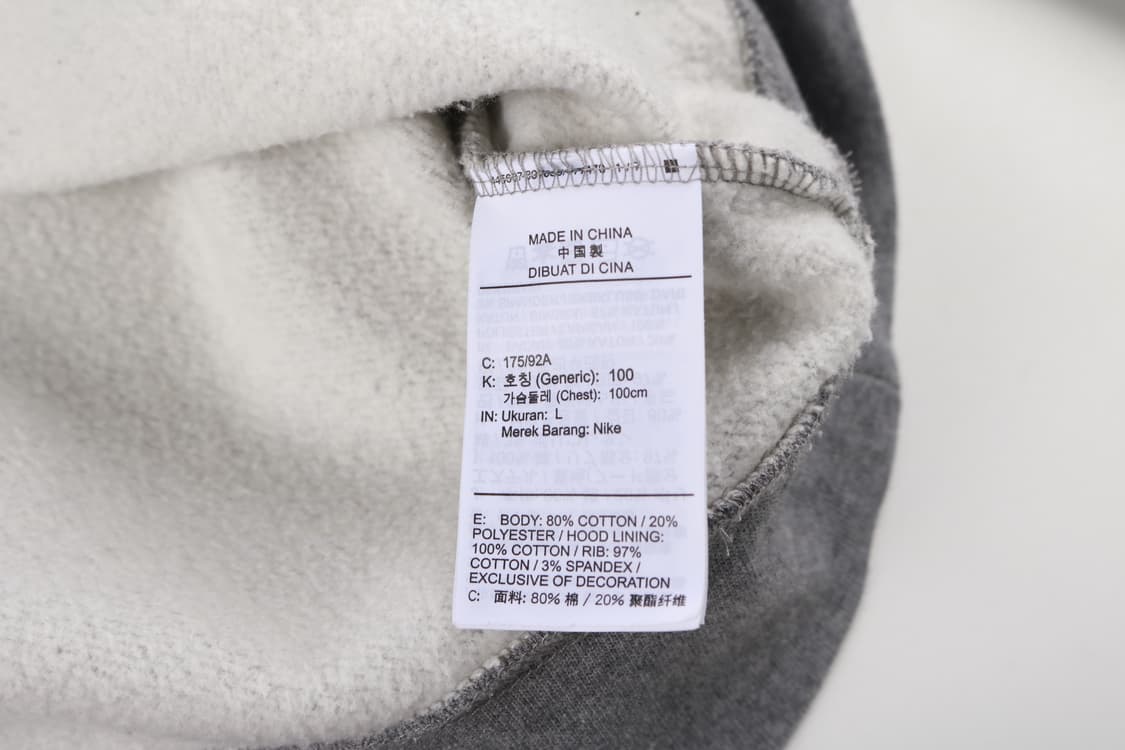 MADE IN CHINA
中国製
DIBUAT DI CINA
C: 175/92A
K: 호칭 (Generic): 100
가슴둘레 (Chest): 100cm
IN: Ukuran: L
Merek Barang: Nike
E: BODY: 80% COTTON / 20%
POLYESTER / HOOD LINING:
100% COTTON / RIB: 97%
COTTON / 3% SPANDEX /
EXCLUSIVE OF DECORATION
C: 面料: 80% 棉 / 20% 聚酯纤维